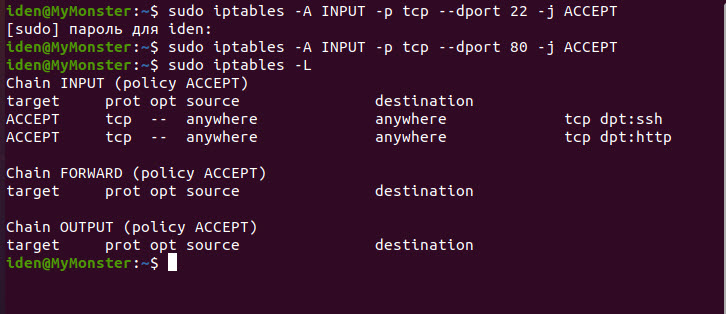 iden@MyMonster:~$ sudo iptables -A INPUT -p tcp --dport 22 -j ACCEPT
[sudo] пароль для iden:
iden@MyMonster:~$ sudo iptables -A INPUT -p tcp --dport 80 -j ACCEPT
iden@MyMonster:~$ sudo iptables -L
Chain INPUT (policy ACCEPT)
target     prot opt source               destination
ACCEPT     tcp  --  anywhere             anywhere             tcp dpt:ssh
ACCEPT     tcp  --  anywhere             anywhere             tcp dpt:http
Chain FORWARD (policy ACCEPT)
target     prot opt source               destination
Chain OUTPUT (policy ACCEPT)
target     prot opt source               destination
iden@MyMonster:~$